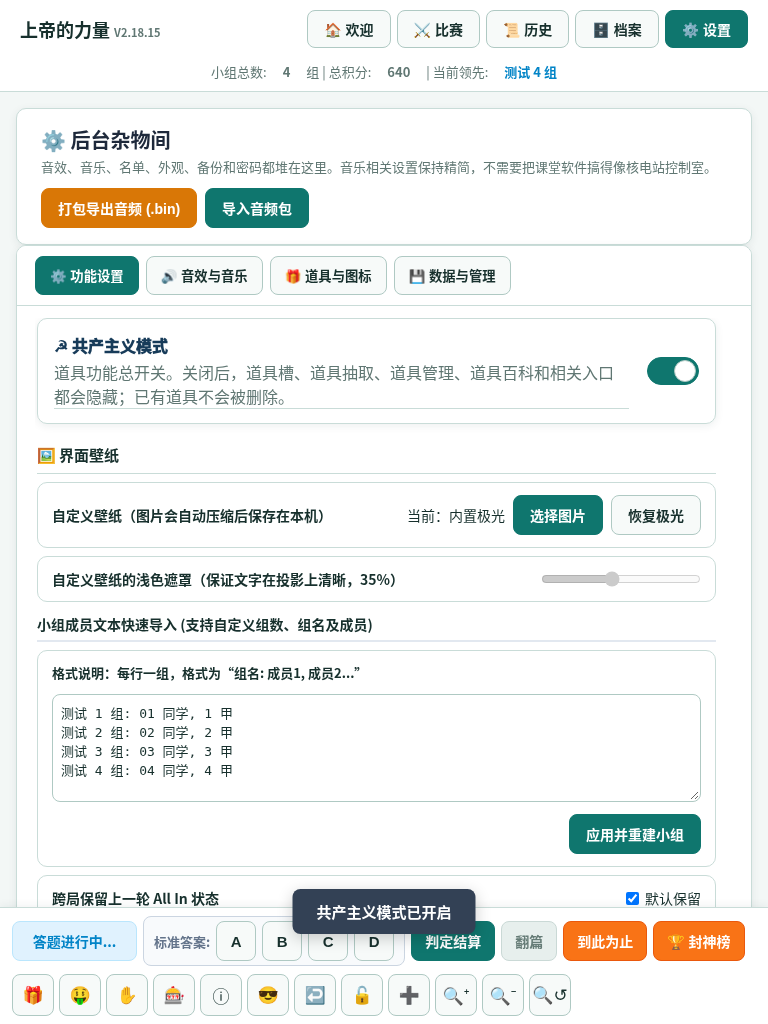 上帝的力量 V2.18.15
欢迎 比赛 历史 档案 设置
小组总数: 4 组 | 总积分: 640 | 当前领先: 测试 4 组
后台杂物间
音效、音乐、名单、外观、备份和密码都堆在这里。音乐相关设置保持精简，不需要把课堂软件搞得像核电站控制室。
打包导出音频 (.bin) 导入音频包
功能设置 音效与音乐 道具与图标 数据与管理
☭ 共产主义模式
道具功能总开关。关闭后，道具槽、道具抽取、道具管理、道具百科和相关入口
都会隐藏；已有道具不会被删除。
界面壁纸
自定义壁纸（图片会自动压缩后保存在本机） 当前：内置极光 选择图片 恢复极光
自定义壁纸的浅色遮罩（保证文字在投影上清晰，35%）
小组成员文本快速导入 (支持自定义组数、组名及成员)
格式说明：每行一组，格式为“组名: 成员1, 成员2...”
测试 1 组: 01 同学, 1 甲
测试 2 组: 02 同学, 2 甲
测试 3 组: 03 同学, 3 甲
测试 4 组: 04 同学, 4 甲
应用并重建小组
跨局保留上一轮 All In 状态 默认保留
共产主义模式已开启
答题进行中... 标准答案: A B C D 判定结算 翻篇 到此为止 封神榜